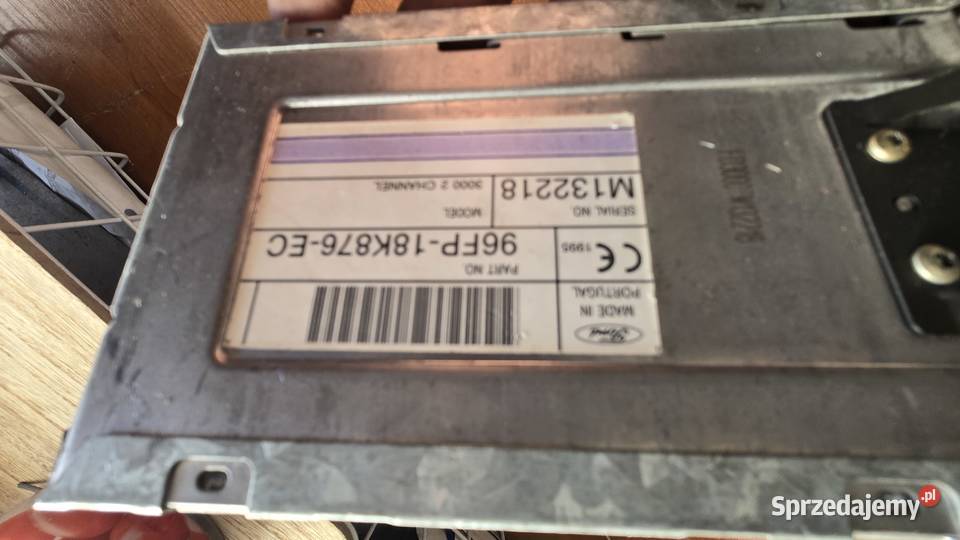 Ford
MADE IN
PORTUGAL
CE
1995
PART NO.
96FP-18K876-EC
SERIAL NO.
M132218
MODEL
3000 2 CHANNEL
Sprzedajemy.pl